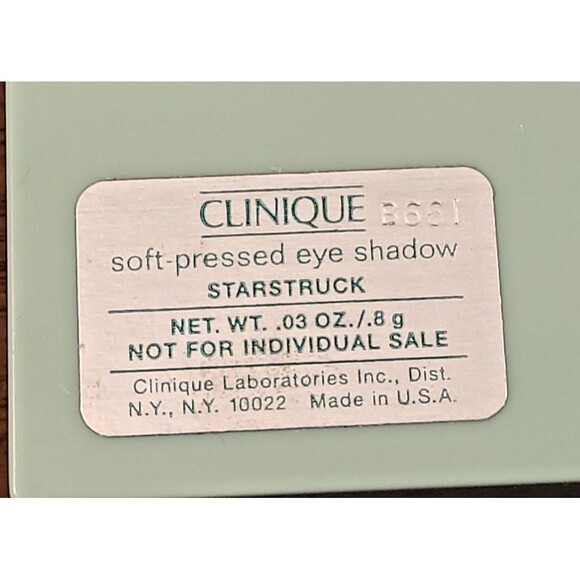 CLINIQUE B661
soft-pressed eye shadow
STARSTRUCK
NET. WT. .03 OZ./.8 g
NOT FOR INDIVIDUAL SALE
Clinique Laboratories Inc., Dist.
N.Y., N.Y. 10022 Made in U.S.A.